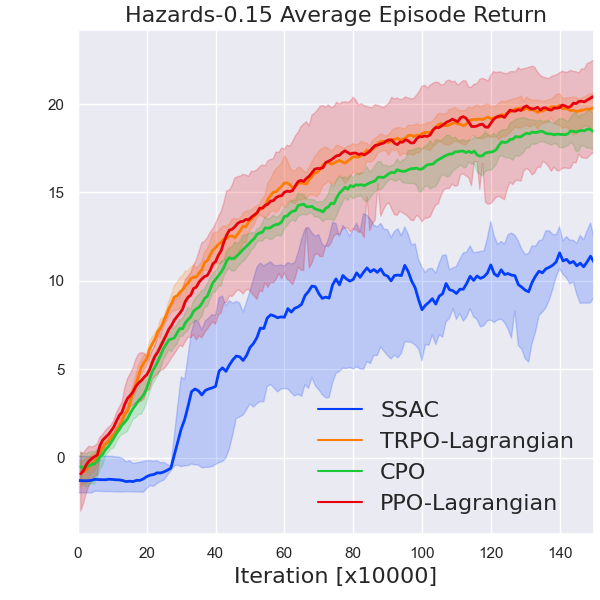 Hazards-0.15 Average Episode Return
20
15
10
5
0
SSAC
TRPO-Lagrangian
CPO
PPO-Lagrangian
0 20 40 60 80 100 120 140
Iteration [x10000]